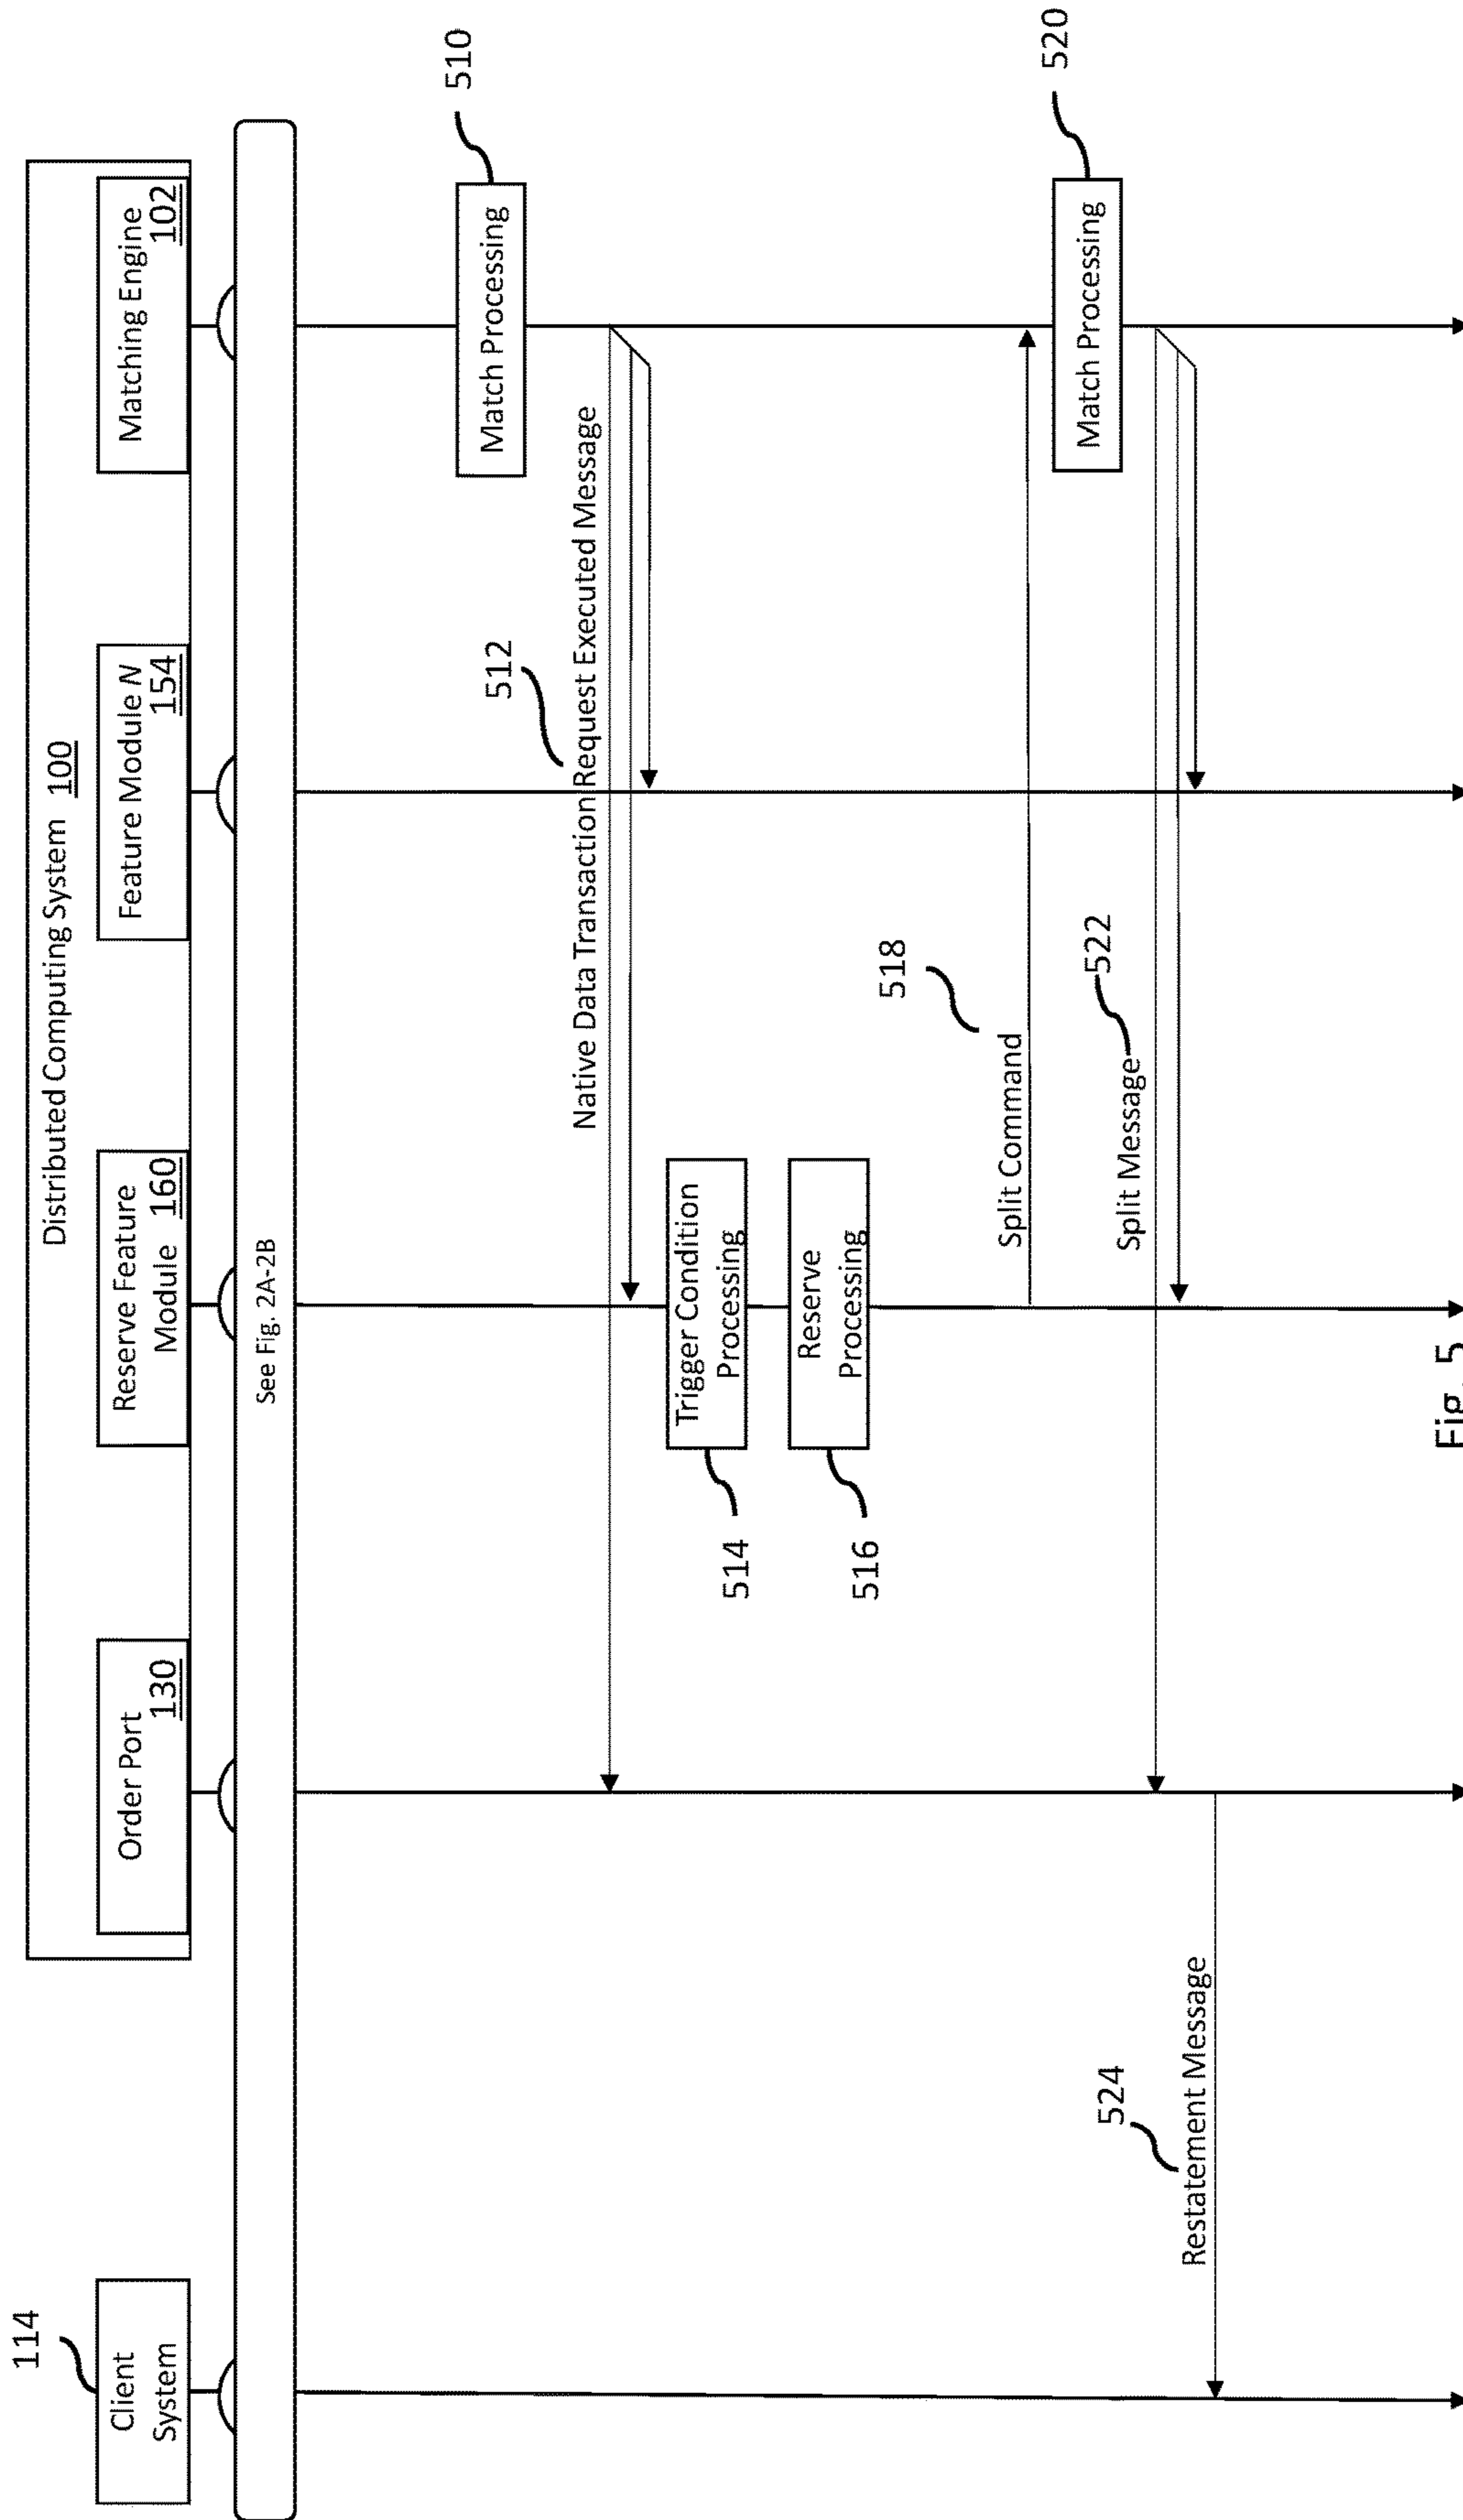 Distributed Computing System 100
114
Client
System
Order Port
130
Reserve Feature
Module 160
Feature Module N
154
Matching Engine
102
See Fig. 2A-2B
Match Processing
510
512
Native Data Transaction Request Executed Message
Trigger Condition
Processing
514
Reserve
Processing
516
518
Split Command
Match Processing
520
Split Message
522
524
Restatement Message
Fig. 5